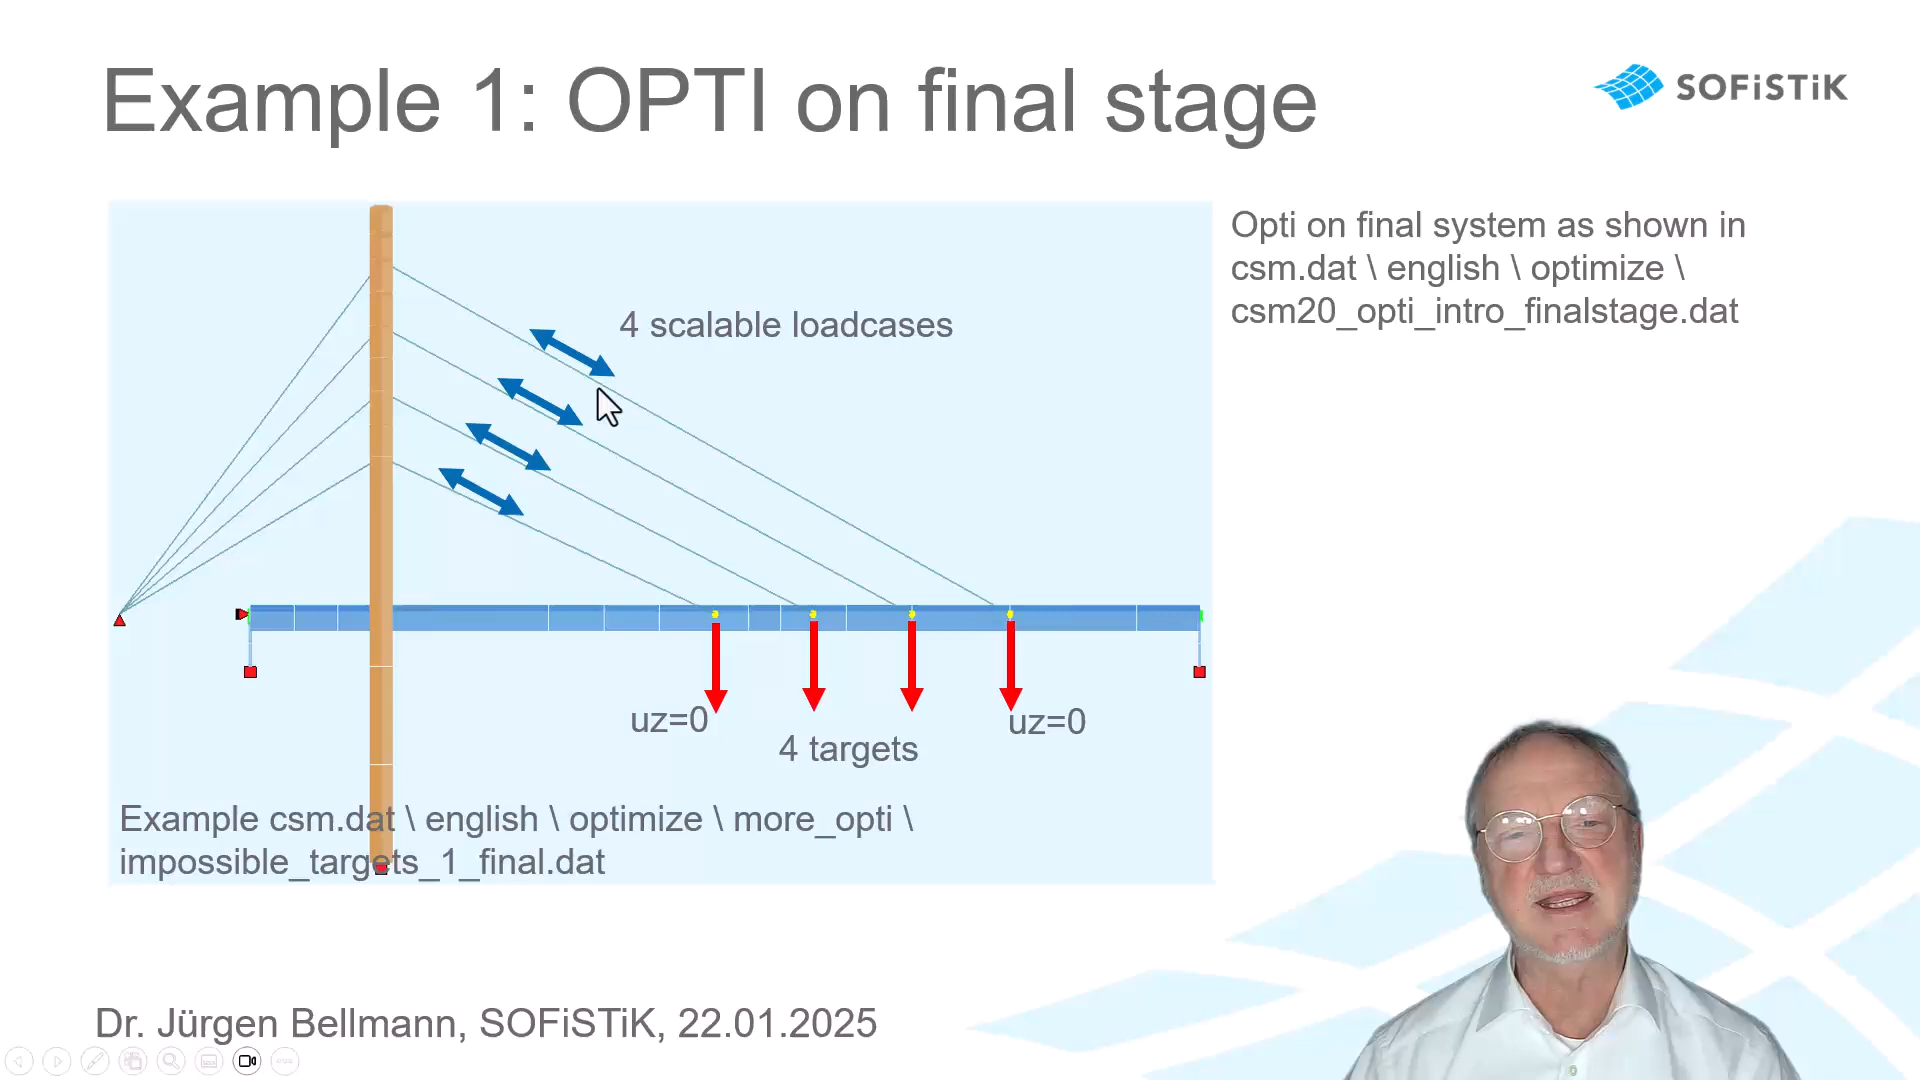 Example 1: OPTI on final stage
SOFiSTiK
Opti on final system as shown in
csm.dat \ english \ optimize \
csm20_opti_intro_finalstage.dat
4 scalable loadcases
uz=0
uz=0
4 targets
Example csm.dat \ english \ optimize \ more_opti \
impossible_targets_1_final.dat
Dr. Jürgen Bellmann, SOFiSTiK, 22.01.2025